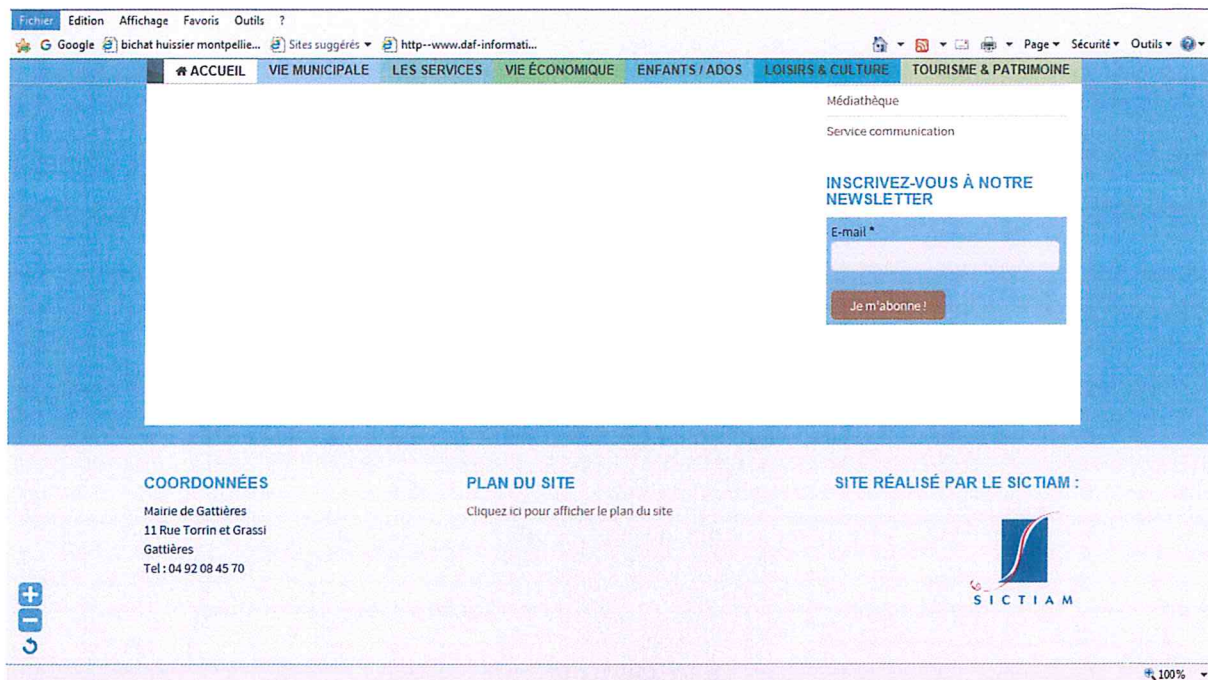 Fichier Edition Affichage Favoris Outils ?
G Google bichat huissier montpellie... Sites suggérés http--www.daf-informati... Page Sécurité Outils
ACCUEIL VIE MUNICIPALE LES SERVICES VIE ÉCONOMIQUE ENFANTS / ADOS LOISIRS & CULTURE TOURISME & PATRIMOINE
Médiathèque
Service communication
INSCRIVEZ-VOUS À NOTRE
NEWSLETTER
E-mail *
Je m'abonne !
COORDONNÉES
Mairie de Gattières
11 Rue Torrin et Grassi
Gattières
Tel : 04 92 08 45 70
PLAN DU SITE
Cliquez ici pour afficher le plan du site
SITE RÉALISÉ PAR LE SICTIAM :
SICTIAM
100%